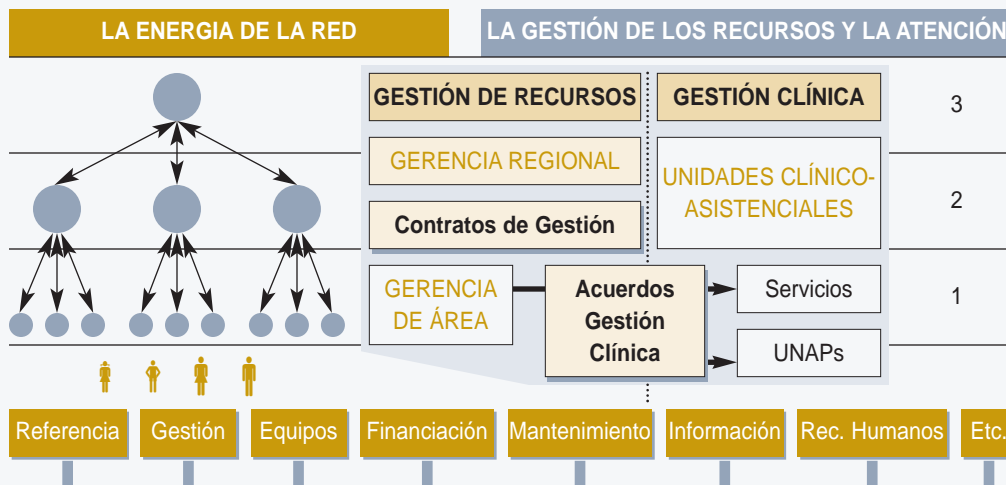 LA ENERGIA DE LA RED
LA GESTIÓN DE LOS RECURSOS Y LA ATENCIÓN
GESTIÓN DE RECURSOS
GESTIÓN CLÍNICA
3
GERENCIA REGIONAL
UNIDADES CLÍNICO-
ASISTENCIALES
2
Contratos de Gestión
GERENCIA
DE ÁREA
Acuerdos
Gestión
Clínica
Servicios
1
UNAPs
Referencia
Gestión
Equipos
Financiación
Mantenimiento
Información
Rec. Humanos
Etc.